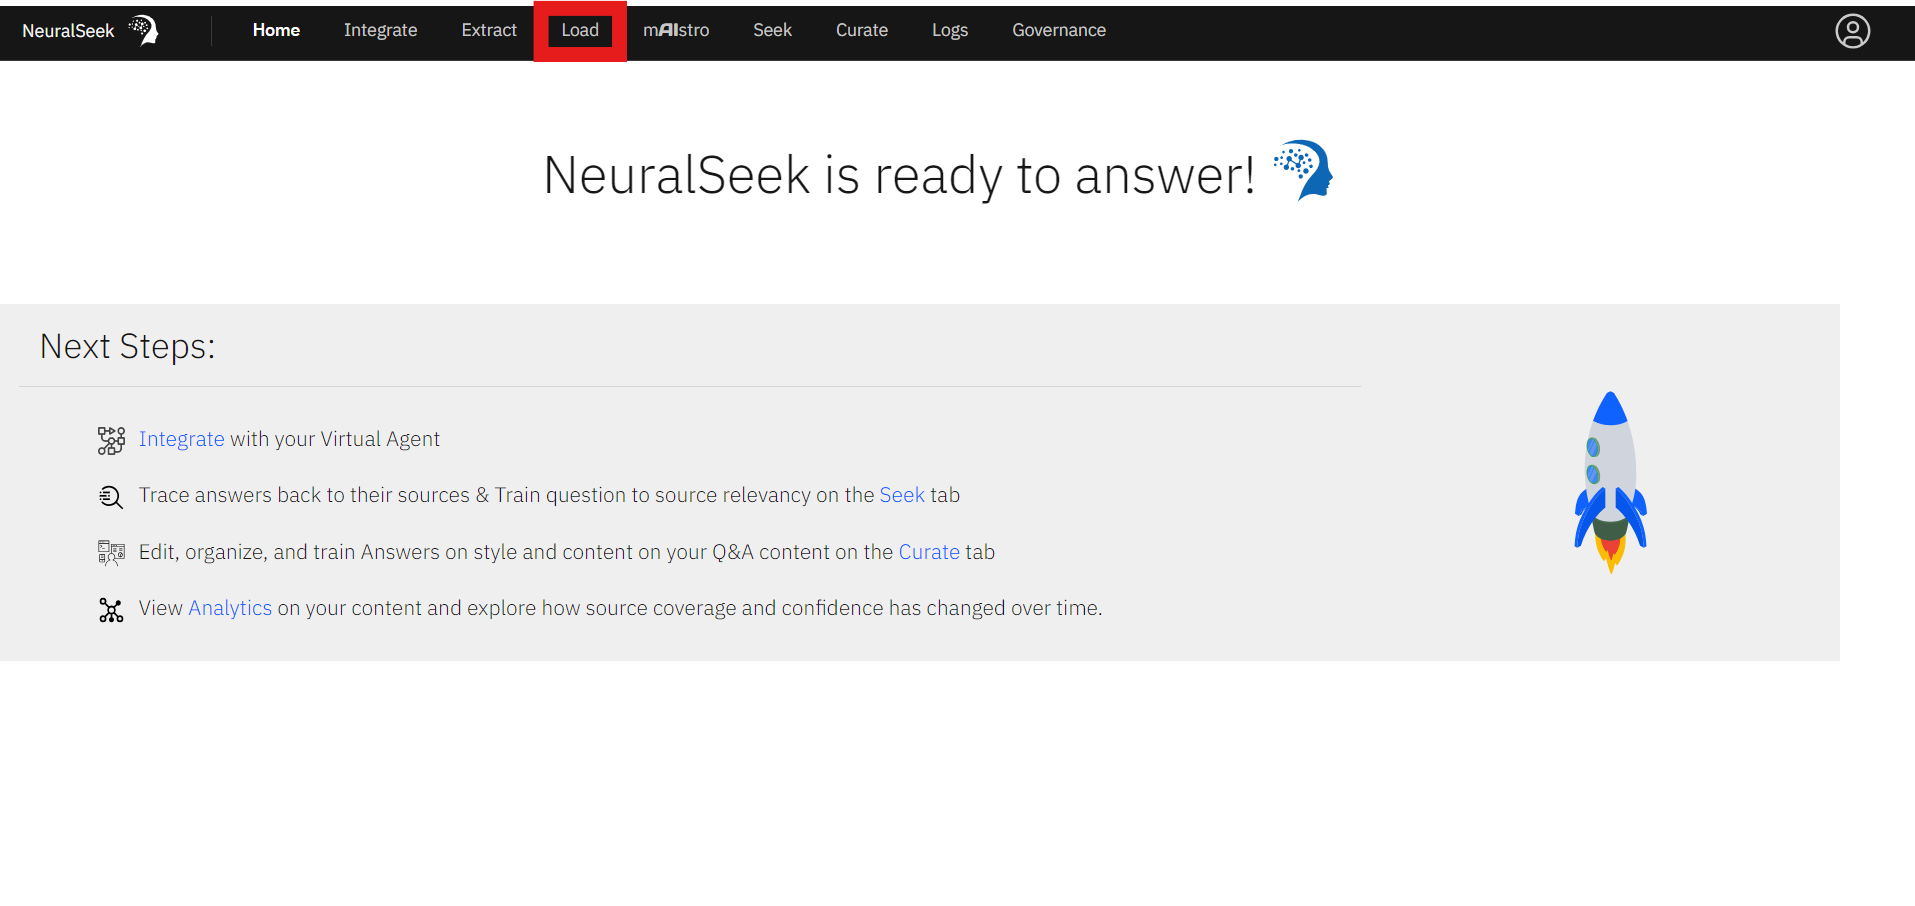 NeuralSeek Home Integrate Extract Load mAIstro Seek Curate Logs Governance
NeuralSeek is ready to answer!
Next Steps:
Integrate with your Virtual Agent
Trace answers back to their sources & Train question to source relevancy on the Seek tab
Edit, organize, and train Answers on style and content on your Q&A content on the Curate tab
View Analytics on your content and explore how source coverage and confidence has changed over time.